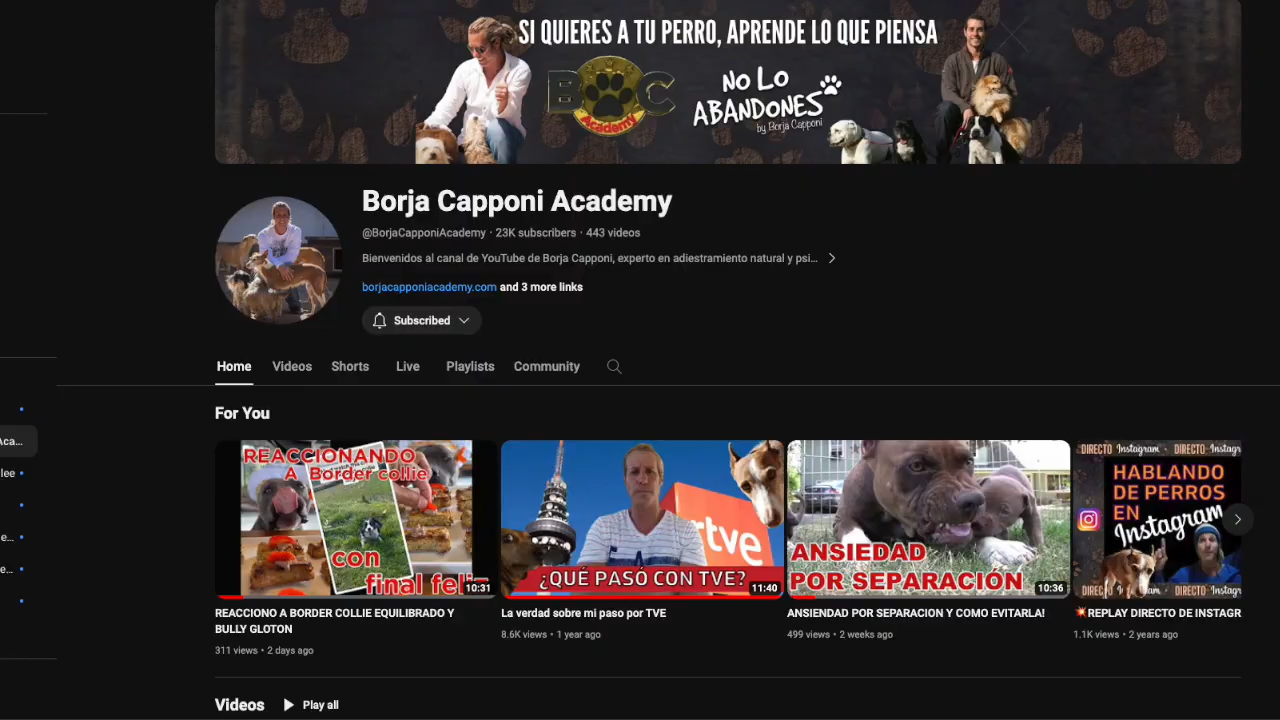 SI QUIERES A TU PERRO, APRENDE LO QUE PIENSA
BOC
Academy
NO LO
ABANDONES
by Borja Capponi
Borja Capponi Academy
@BorjaCapponiAcademy · 23K subscribers · 443 videos
Bienvenidos al canal de YouTube de Borja Capponi, experto en adiestramiento natural y psi...
borjacapponiacademy.com and 3 more links
Subscribed
Home Videos Shorts Live Playlists Community
For You
Aca...
lee
e...
e...
REACCIONANDO
A Border collie
con
final feliz
10:31
REACCIONO A BORDER COLLIE EQUILIBRADO Y
BULLY GLOTON
311 views · 2 days ago
rtve
¿QUÉ PASÓ CON TVE?
11:40
La verdad sobre mi paso por TVE
8.6K views · 1 year ago
ANSIEDAD
POR SEPARACIÓN
10:36
ANSIENDAD POR SEPARACION Y COMO EVITARLA!
499 views · 2 weeks ago
DIRECTO Instagram DIRECTO Instagr
HABLANDO
DE PERROS
EN
Instagram
💥REPLAY DIRECTO DE INSTAGR
1.1K views · 2 years ago
Videos Play all